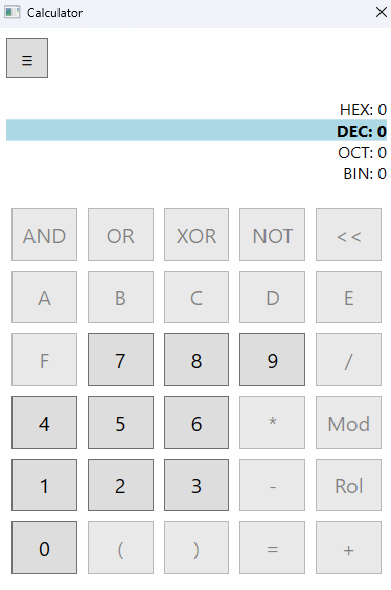 Calculator
☰
HEX: 0
DEC: 0
OCT: 0
BIN: 0
AND OR XOR NOT <<
A B C D E
F 7 8 9 /
4 5 6 * Mod
1 2 3 - Rol
0 ( ) = +